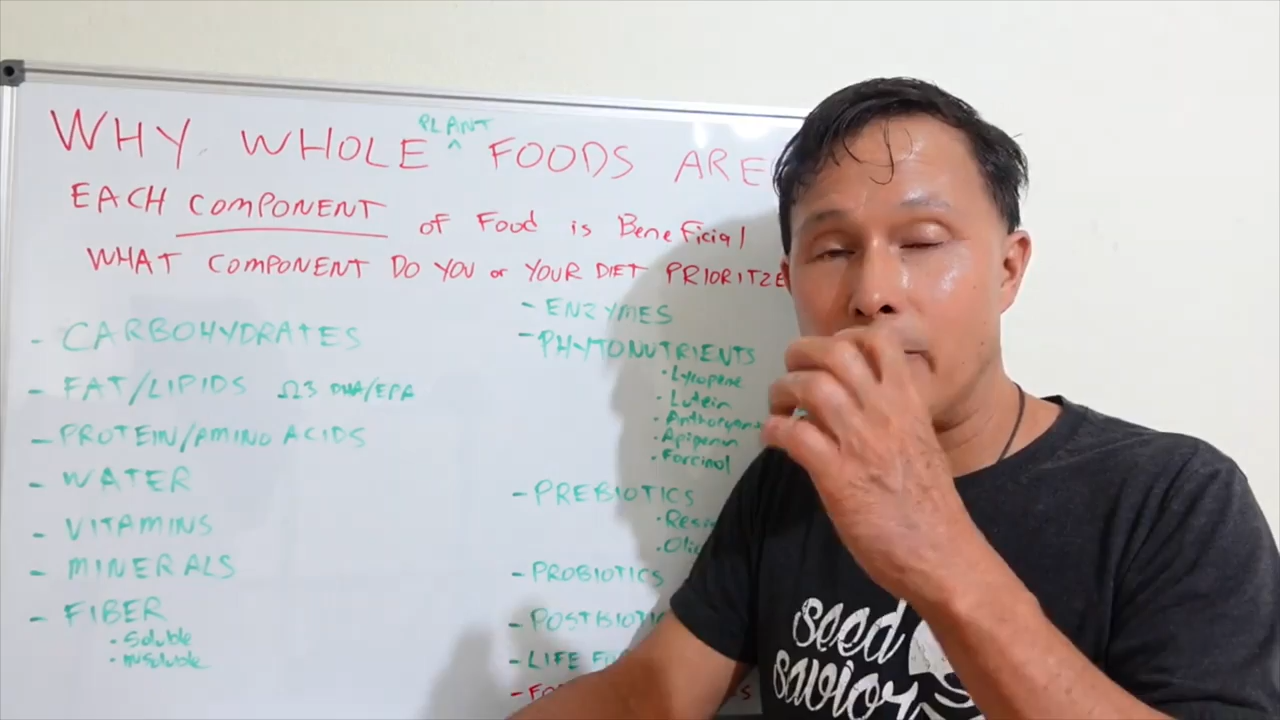 WHY WHOLE PLANT ^ FOODS ARE
EACH COMPONENT of Food is Beneficial
WHAT COMPONENT DO YOU or YOUR DIET PRIORITZE
- CARBOHYDRATES
- FAT/LIPIDS Ω3 DHA/EPA
- PROTEIN/AMINO ACIDS
- WATER
- VITAMINS
- MINERALS
- FIBER
• Soluble
• insoluble
- ENZYMES
- PHYTONUTRIENTS
• Lycopene
• Lutein
• Apigenin
- PREBIOTICS
- PROBIOTICS
- LIFE
seed
savior